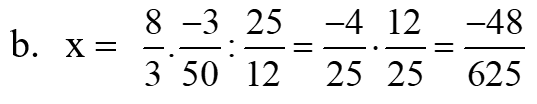 b. x = 8/3 . -3/50 : 25/12 = -4/25 · 12/25 = -48/625